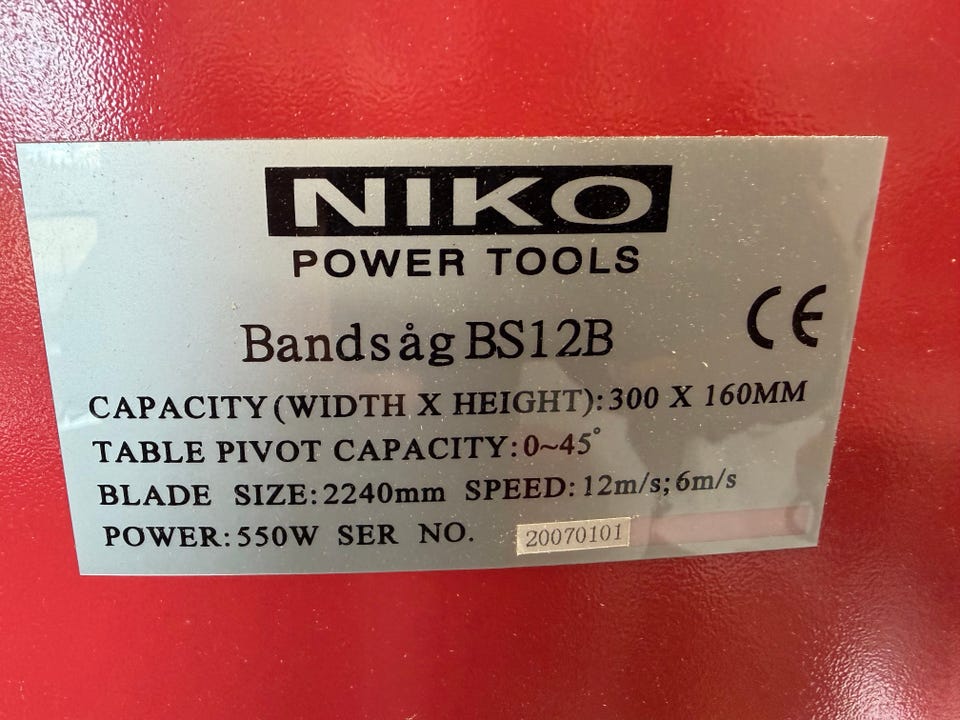 NIKO
POWER TOOLS
CE
Bandsåg BS12B
CAPACITY(WIDTH X HEIGHT):300 X 160MM
TABLE PIVOT CAPACITY:0~45°
BLADE SIZE:2240mm SPEED:12m/s;6m/s
POWER:550W SER NO. 20070101